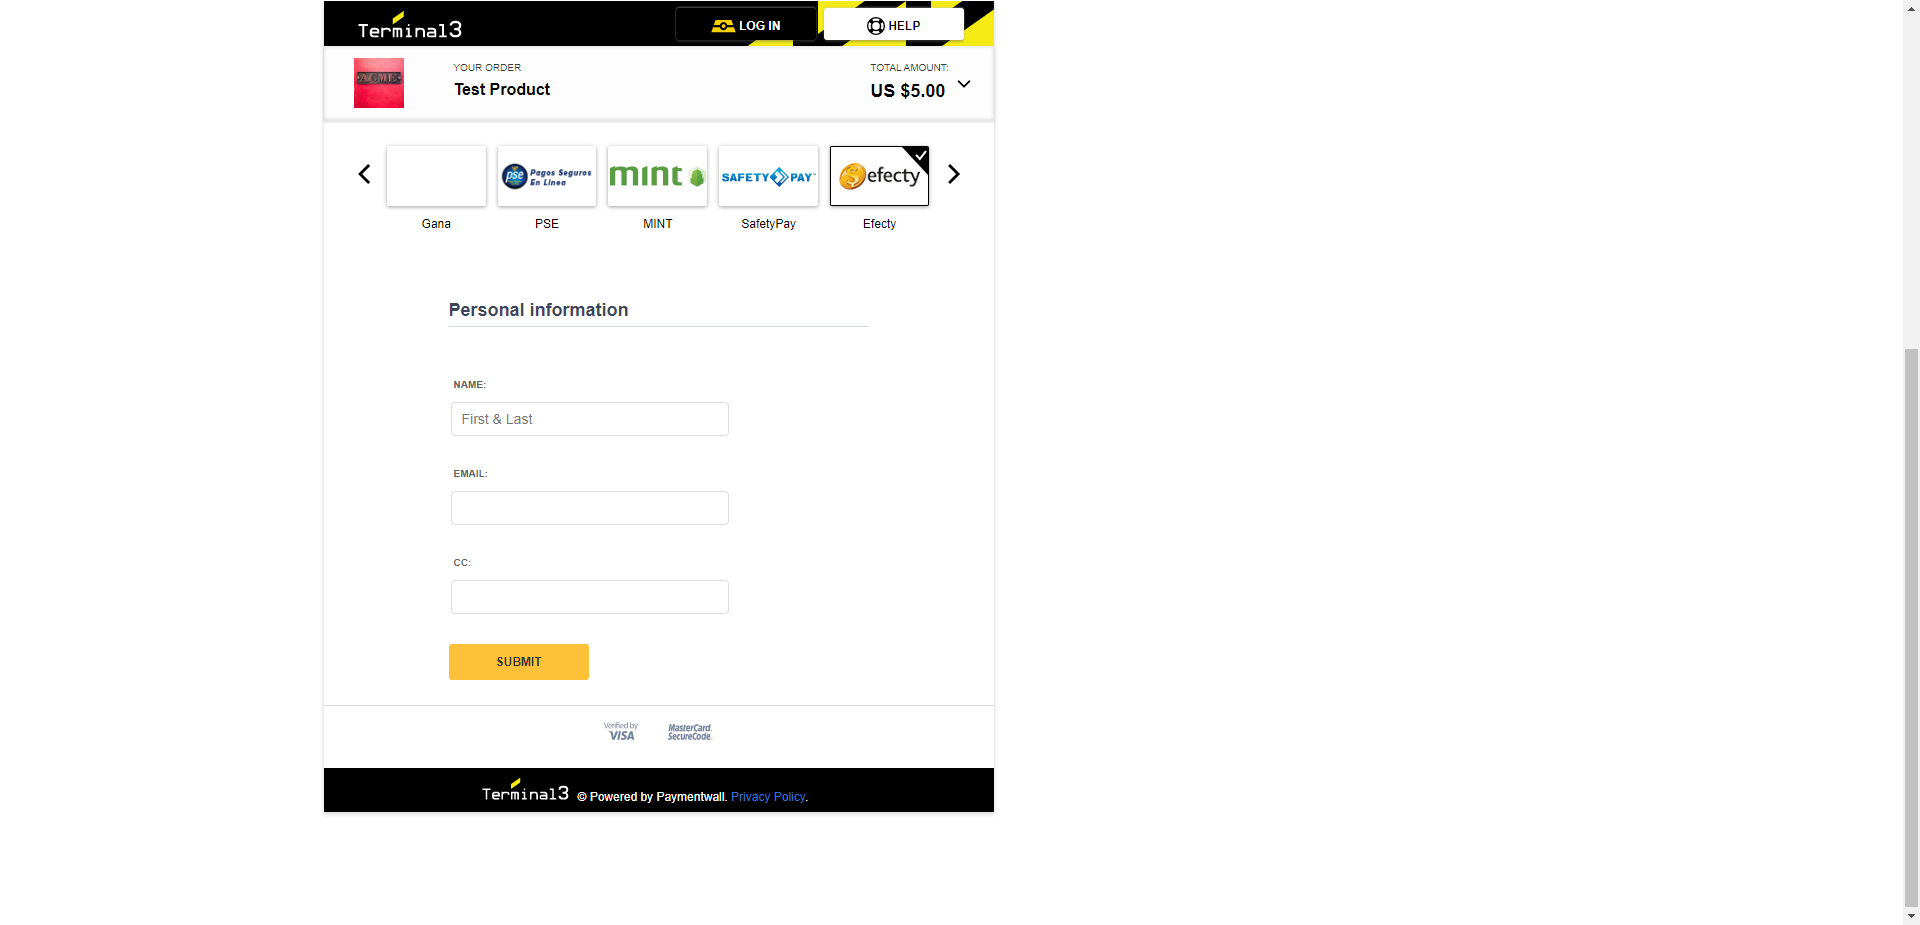 Terminal3
LOG IN
HELP
YOUR ORDER
Test Product
TOTAL AMOUNT:
US $5.00
ACME
pse Pagos Seguros
En Línea
mint
SAFETY PAY
$ efecty
Gana
PSE
MINT
SafetyPay
Efecty
Personal information
NAME:
First & Last
EMAIL:
CC:
SUBMIT
Verified by
VISA
MasterCard.
SecureCode.
Terminal3 © Powered by Paymentwall. Privacy Policy.